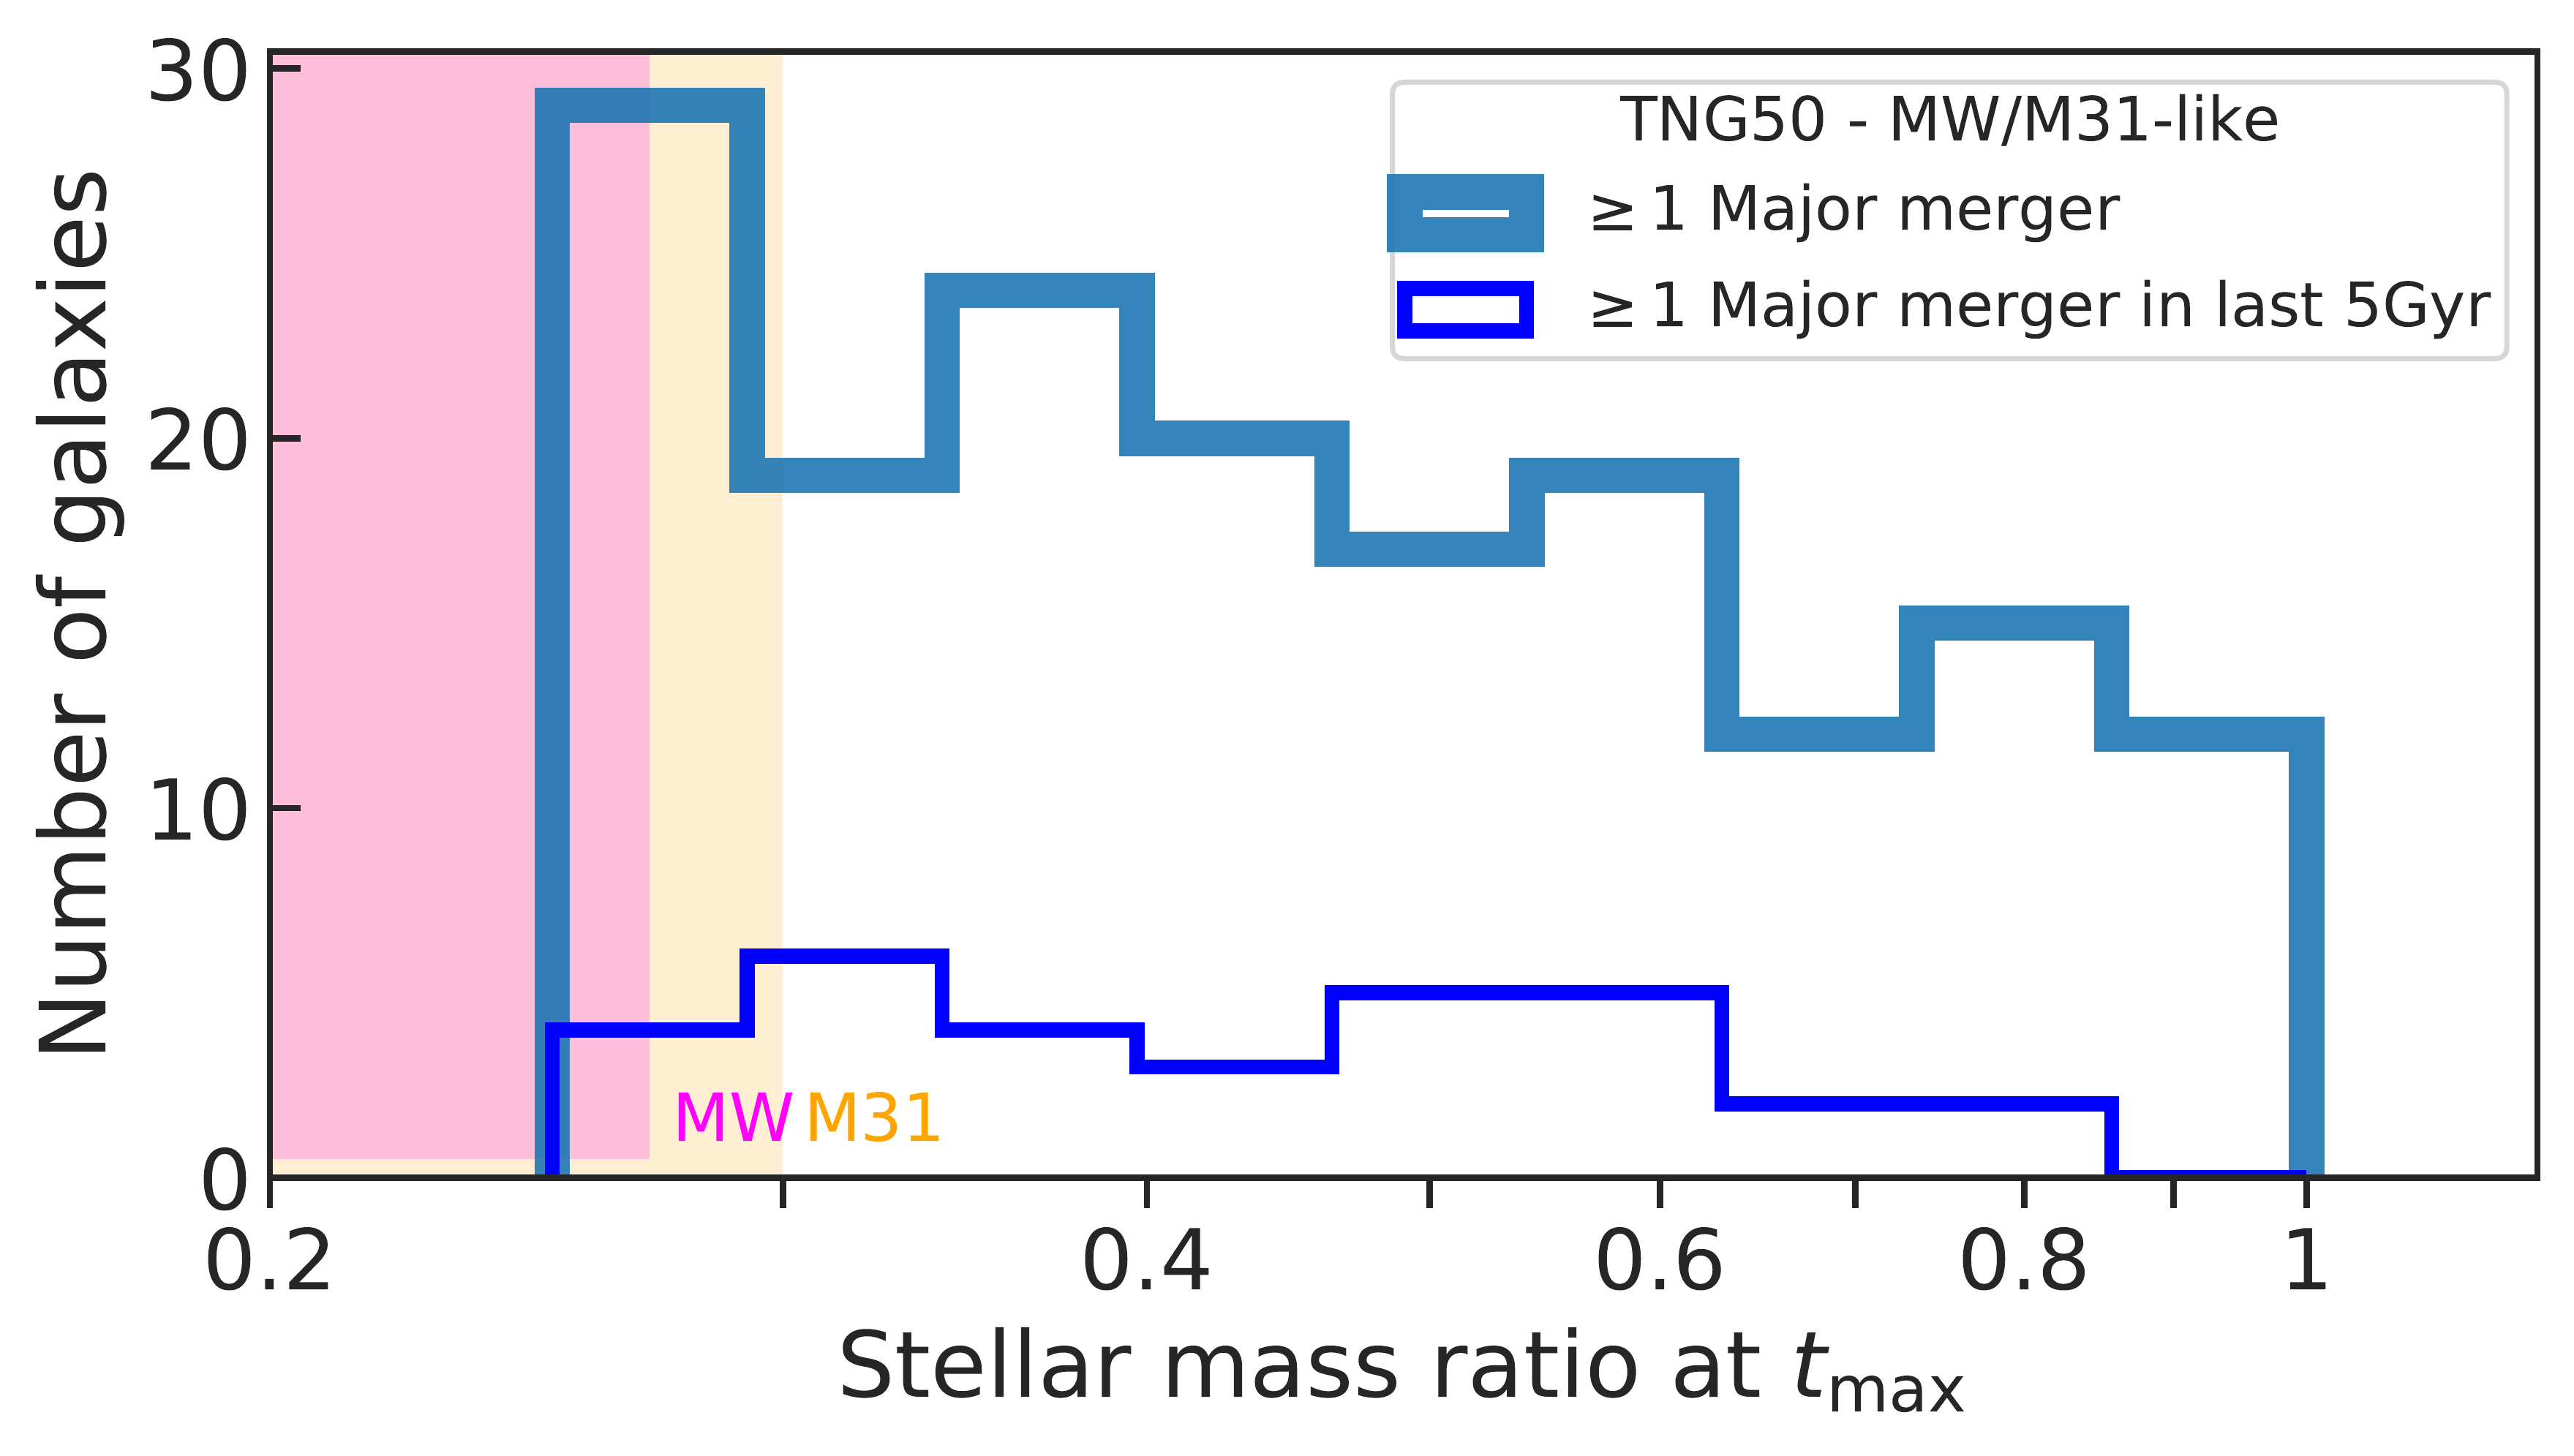 30
20
10
0
Number of galaxies
TNG50 - MW/M31-like
≥ 1 Major merger
≥ 1 Major merger in last 5Gyr
MW M31
0.2 0.4 0.6 0.8 1
Stellar mass ratio at t_max